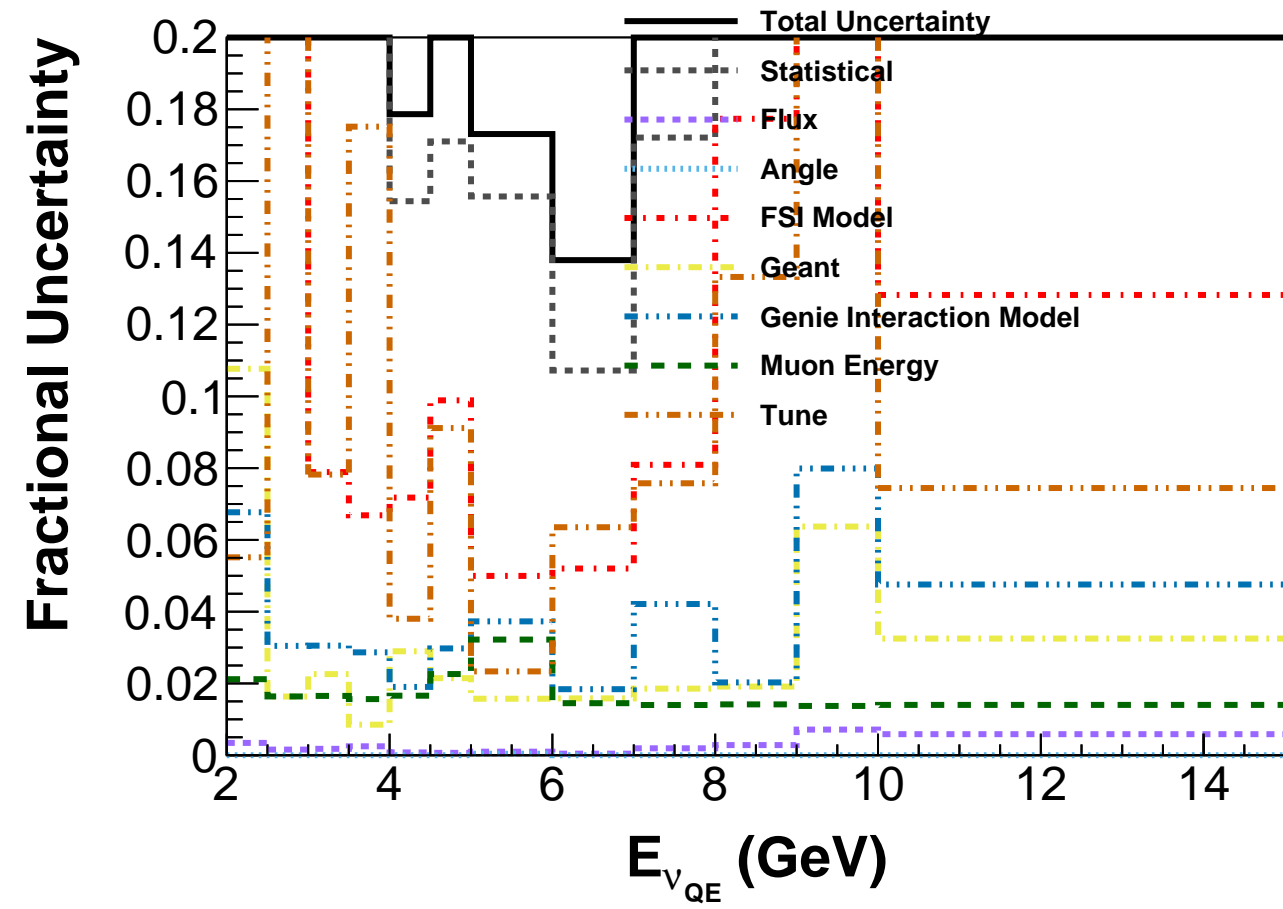 Total Uncertainty
0.2
Statistical
0.18
Flux
0.16
Angle
FSI Model
0.14
Geant
Genie Interaction Model
0.12
Muon Energy
0.1
Tune
0.08
0.06
0.04
0.02
0
2 4 6 8 10 12 14
Fractional Uncertainty
E_ν_QE (GeV)